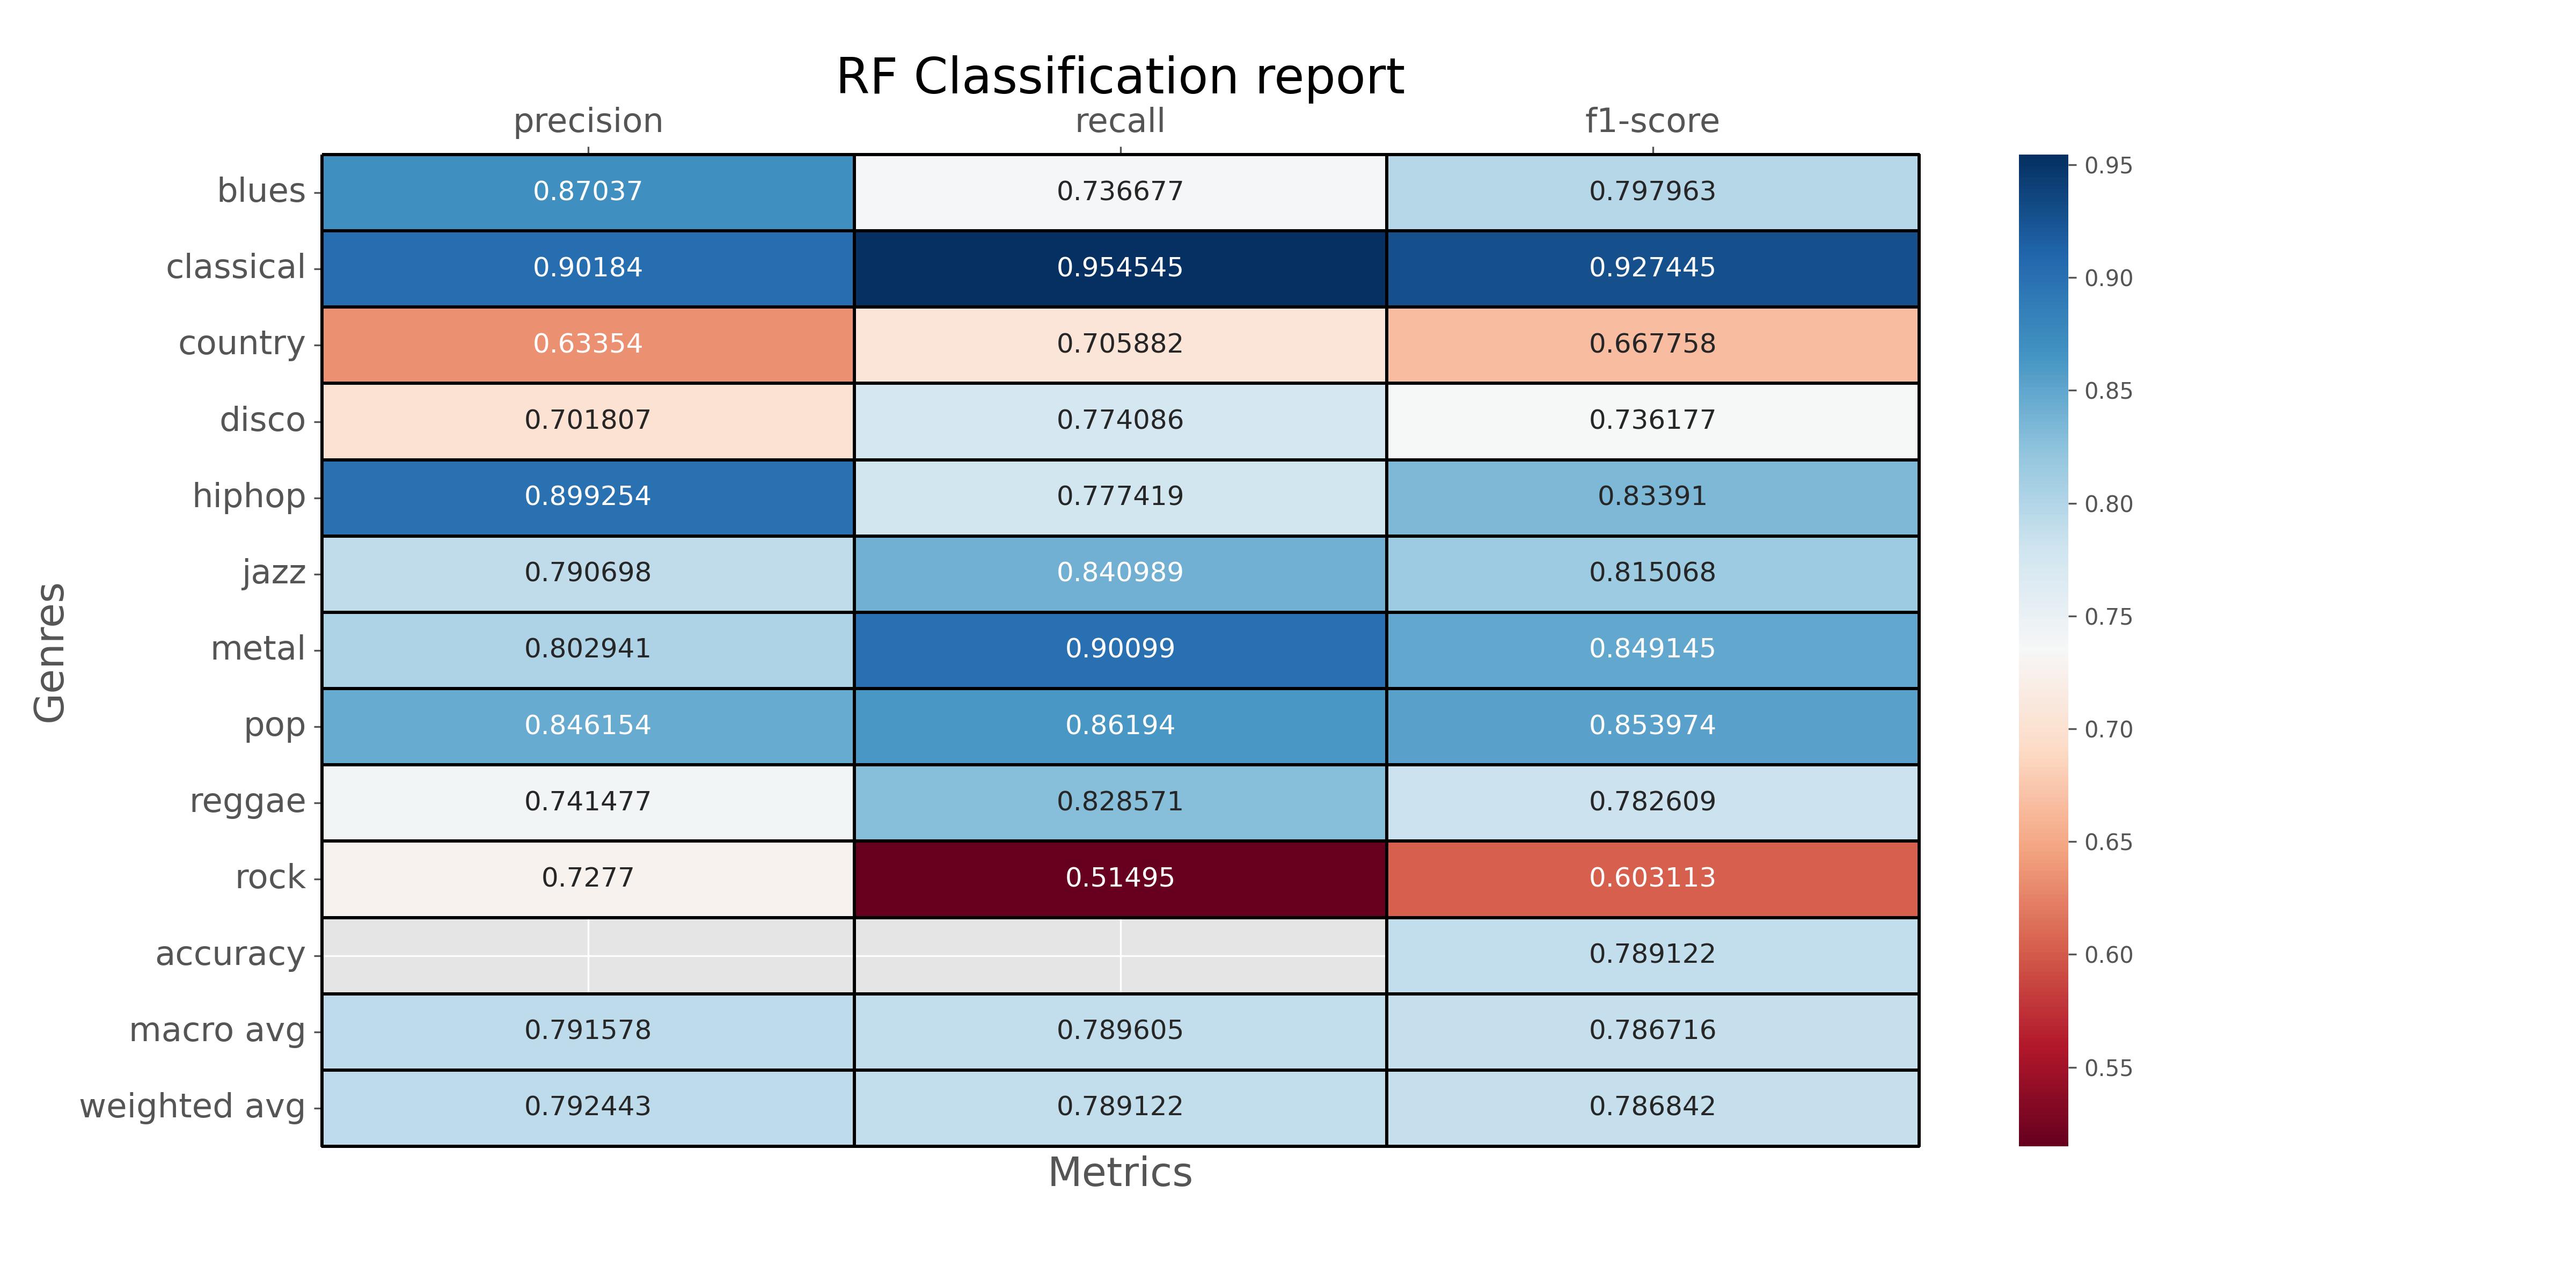 RF Classification report
precision recall f1-score
blues 0.87037 0.736677 0.797963
classical 0.90184 0.954545 0.927445
country 0.63354 0.705882 0.667758
disco 0.701807 0.774086 0.736177
hiphop 0.899254 0.777419 0.83391
jazz 0.790698 0.840989 0.815068
metal 0.802941 0.90099 0.849145
pop 0.846154 0.86194 0.853974
reggae 0.741477 0.828571 0.782609
rock 0.7277 0.51495 0.603113
accuracy 0.789122
macro avg 0.791578 0.789605 0.786716
weighted avg 0.792443 0.789122 0.786842
Genres
Metrics
0.95
0.90
0.85
0.80
0.75
0.70
0.65
0.60
0.55